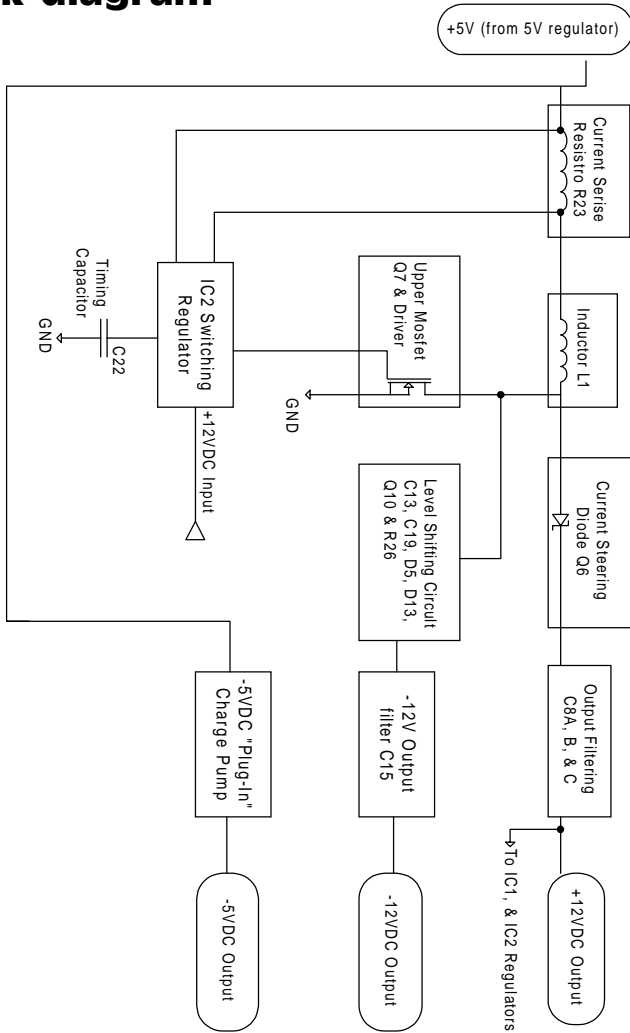 k diagram
+5V (from 5V regulator)
Current Serise
Resistro R23
Inductor L1
Current Steering
Diode Q6
Output Filtering
C8A, B, & C
+12VDC Output
To IC1, & IC2 Regulators
Upper Mosfet
Q7 & Driver
GND
Level Shifting Circult
C13, C19, D5, D13,
Q10 & R26
-12V Output
filter C15
-12VDC Output
IC2 Switching
Regulator
+12VDC Input
Timing
Capacitor
C22
GND
-5VDC "Plug-In"
Charge Pump
-5VDC Output